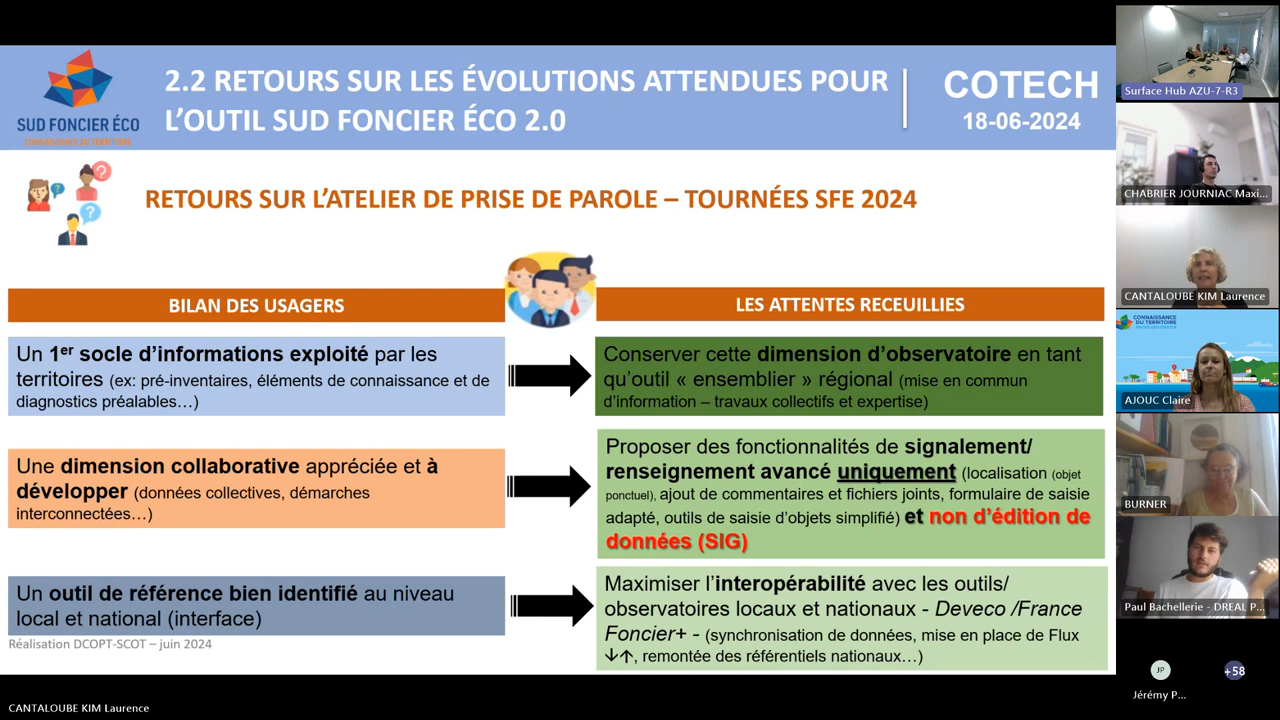 SUD FONCIER ÉCO
CONNAISSANCE DU TERRITOIRE
2.2 RETOURS SUR LES ÉVOLUTIONS ATTENDUES POUR
L'OUTIL SUD FONCIER ÉCO 2.0
COTECH
18-06-2024
RETOURS SUR L'ATELIER DE PRISE DE PAROLE – TOURNÉES SFE 2024
BILAN DES USAGERS
Un 1er socle d'informations exploité par les
territoires (ex: pré-inventaires, éléments de connaissance et de
diagnostics préalables…)
Une dimension collaborative appréciée et à
développer (données collectives, démarches
interconnectées…)
Un outil de référence bien identifié au niveau
local et national (interface)
Réalisation DCOPT-SCOT – juin 2024
LES ATTENTES RECEUILLIES
Conserver cette dimension d'observatoire en tant
qu'outil « ensemblier » régional (mise en commun
d'information – travaux collectifs et expertise)
Proposer des fonctionnalités de signalement/
renseignement avancé uniquement (localisation (objet
ponctuel), ajout de commentaires et fichiers joints, formulaire de saisie
adapté, outils de saisie d'objets simplifié) et non d'édition de
données (SIG)
Maximiser l'interopérabilité avec les outils/
observatoires locaux et nationaux - Deveco /France
Foncier+ - (synchronisation de données, mise en place de Flux
↓↑, remontée des référentiels nationaux…)
CANTALOUBE KIM Laurence
Surface Hub AZU-7-R3
CHABRIER JOURNIAC Maxi...
CANTALOUBE KIM Laurence
CONNAISSANCE
DU TERRITOIRE
AJOUC Claire
BURNER
Paul Bachellerie - DREAL P...
JP
+58
Jérémy P...